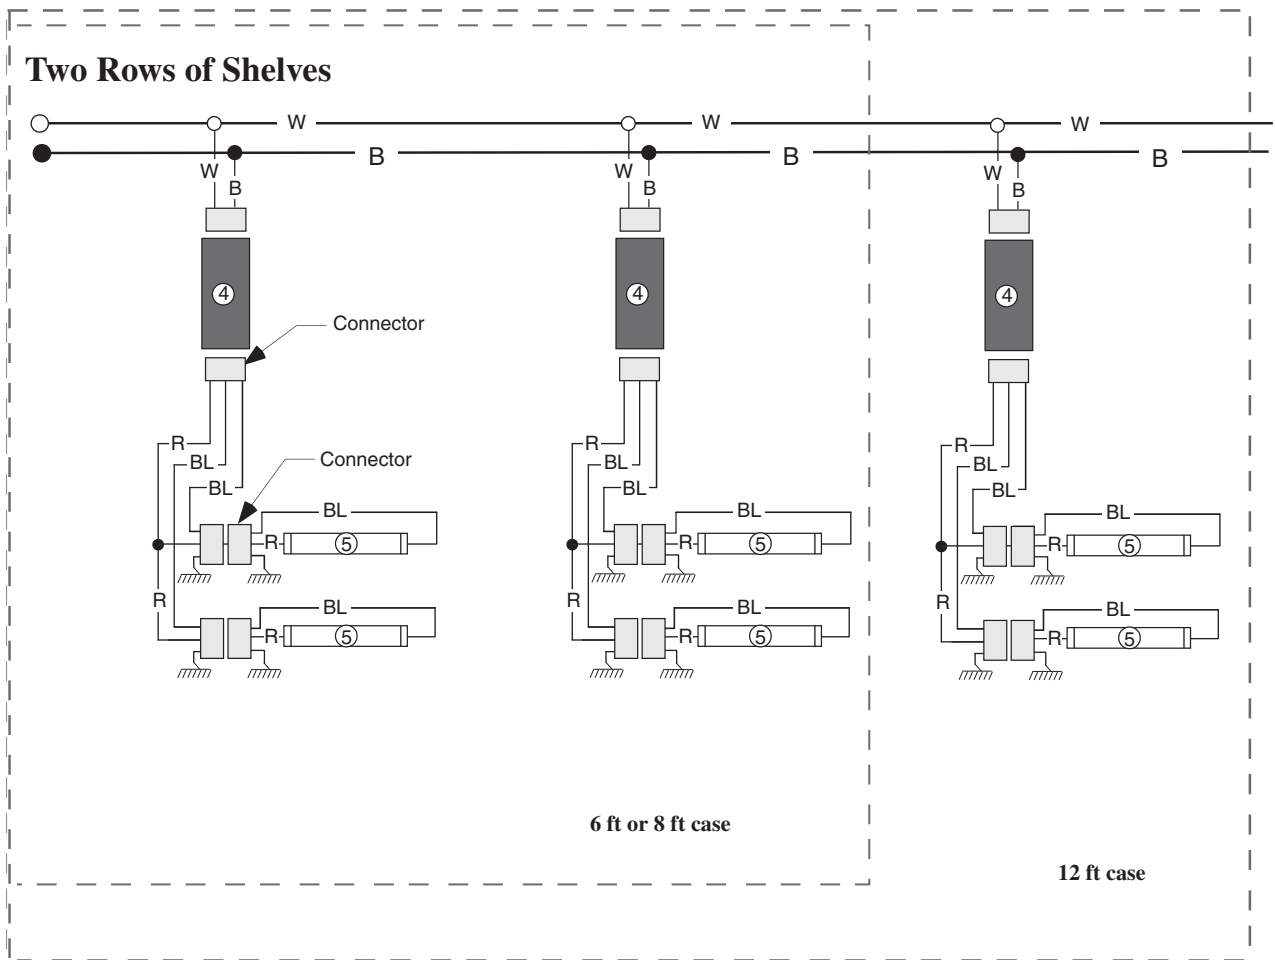 Two Rows of Shelves
W W W
B B B
W W W
B B B
4 4 4
Connector
R R R
Connector
BL BL BL
BL BL BL
BL BL BL
R 5 R 5 R 5
R R R
BL BL BL
R 5 R 5 R 5
6 ft or 8 ft case
12 ft case